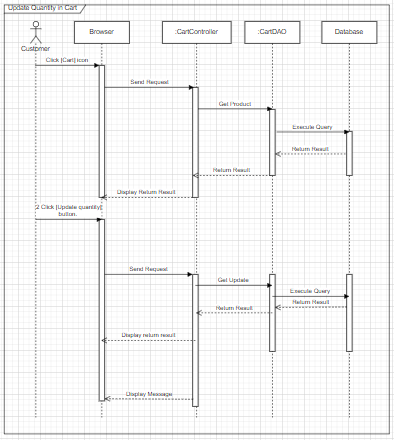 Update Quantity in Cart
Browser
:CartController
:CartDAO
Database
Customer
Click [Cart] icon
Send Request
Get Product
Execute Query
Return Result
Return Result
Display Return Result
2 Click [Update quantity]
button.
Send Request
Get Update
Execute Query
Return Result
Return Result
Display return result
Display Message